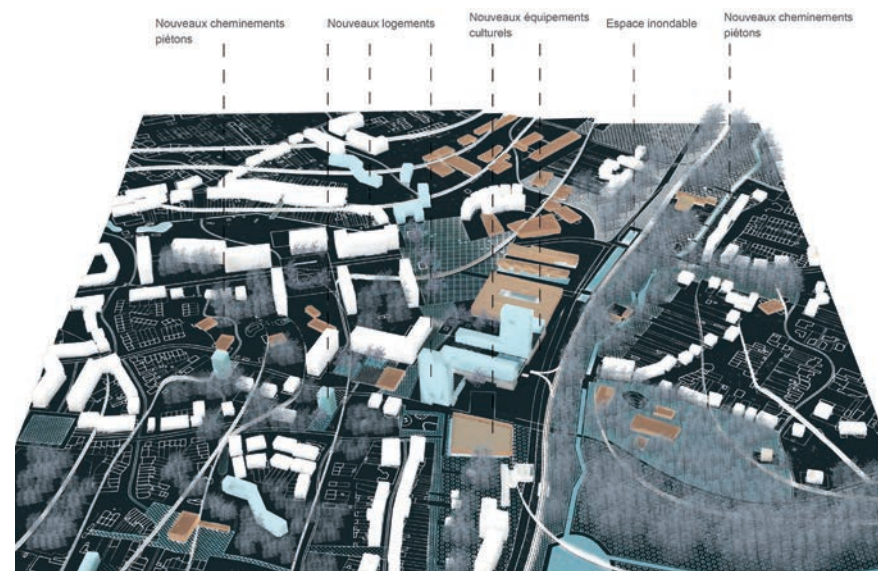 Nouveaux cheminements
piétons
Nouveaux logements
Nouveaux équipements
culturels
Espace inondable
Nouveaux cheminements
piétons